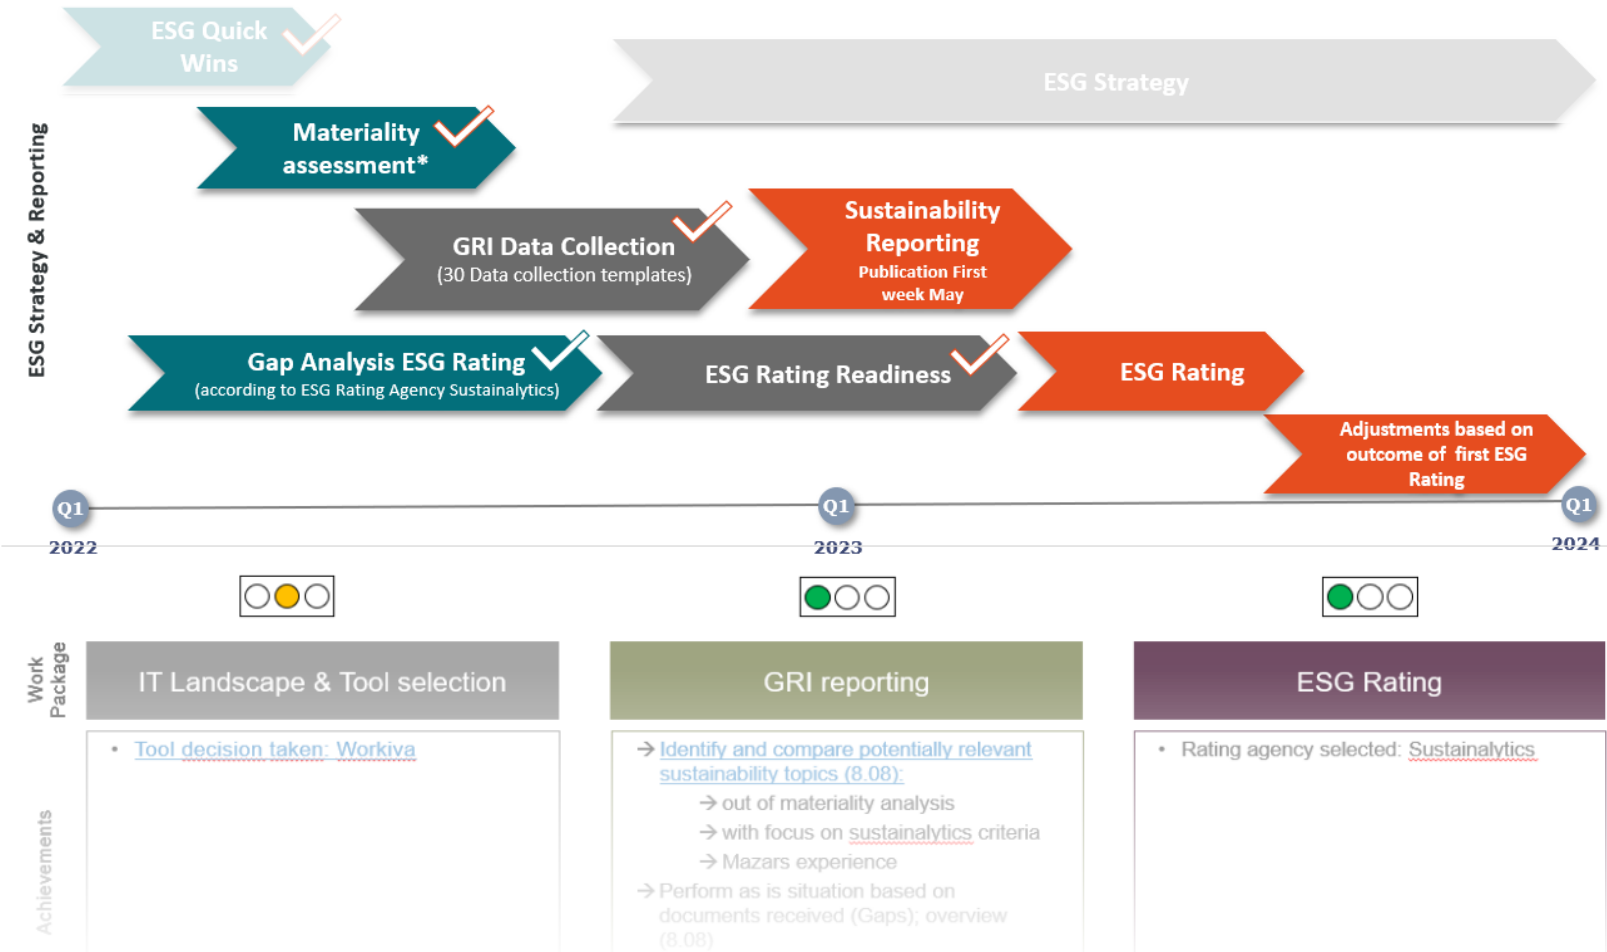 ESG Quick
Wins
ESG Strategy
ESG Strategy & Reporting
Materiality
assessment*
GRI Data Collection
(30 Data collection templates)
Sustainability
Reporting
Publication First
week May
Gap Analysis ESG Rating
(according to ESG Rating Agency Sustainalytics)
ESG Rating Readiness
ESG Rating
Adjustments based on
outcome of first ESG
Rating
Q1
Q1
Q1
2022
2023
2024
Work
Package
IT Landscape & Tool selection
GRI reporting
ESG Rating
Achievements
• Tool decision taken: Workiva
→ Identify and compare potentially relevant
sustainability topics (8.08):
→ out of materiality analysis
→ with focus on sustainalytics criteria
→ Mazars experience
→ Perform as is situation based on
documents received (Gaps); overview
(8.08)
• Rating agency selected: Sustainalytics